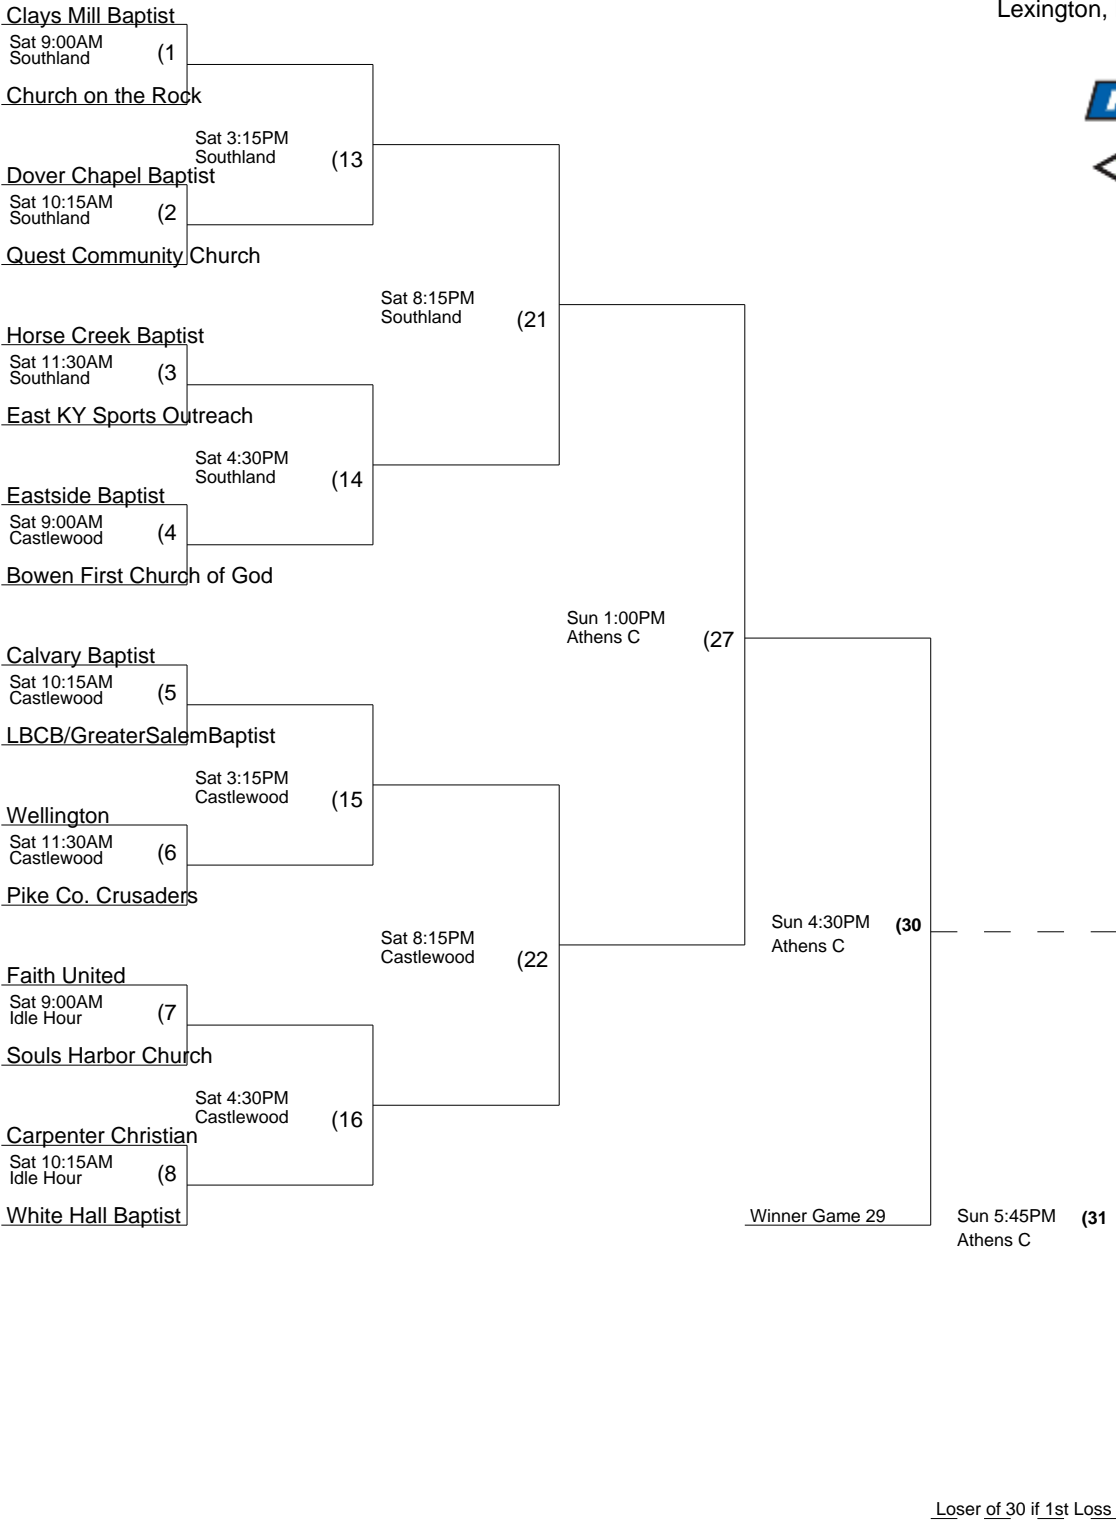 Lexington,
Clays Mill Baptist
Sat 9:00AM
Southland
(1
Church on the Rock
Sat 3:15PM
Southland
(13
Dover Chapel Baptist
Sat 10:15AM
Southland
(2
Quest Community Church
Sat 8:15PM
Southland
(21
Horse Creek Baptist
Sat 11:30AM
Southland
(3
East KY Sports Outreach
Sat 4:30PM
Southland
(14
Eastside Baptist
Sat 9:00AM
Castlewood
(4
Bowen First Church of God
Sun 1:00PM
Athens C
(27
Calvary Baptist
Sat 10:15AM
Castlewood
(5
LBCB/GreaterSalemBaptist
Sat 3:15PM
Castlewood
(15
Wellington
Sat 11:30AM
Castlewood
(6
Pike Co. Crusaders
Sat 8:15PM
Castlewood
(22
Sun 4:30PM
Athens C
(30
Faith United
Sat 9:00AM
Idle Hour
(7
Souls Harbor Church
Sat 4:30PM
Castlewood
(16
Carpenter Christian
Sat 10:15AM
Idle Hour
(8
White Hall Baptist
Winner Game 29
Sun 5:45PM
Athens C
(31
Loser of 30 if 1st Loss